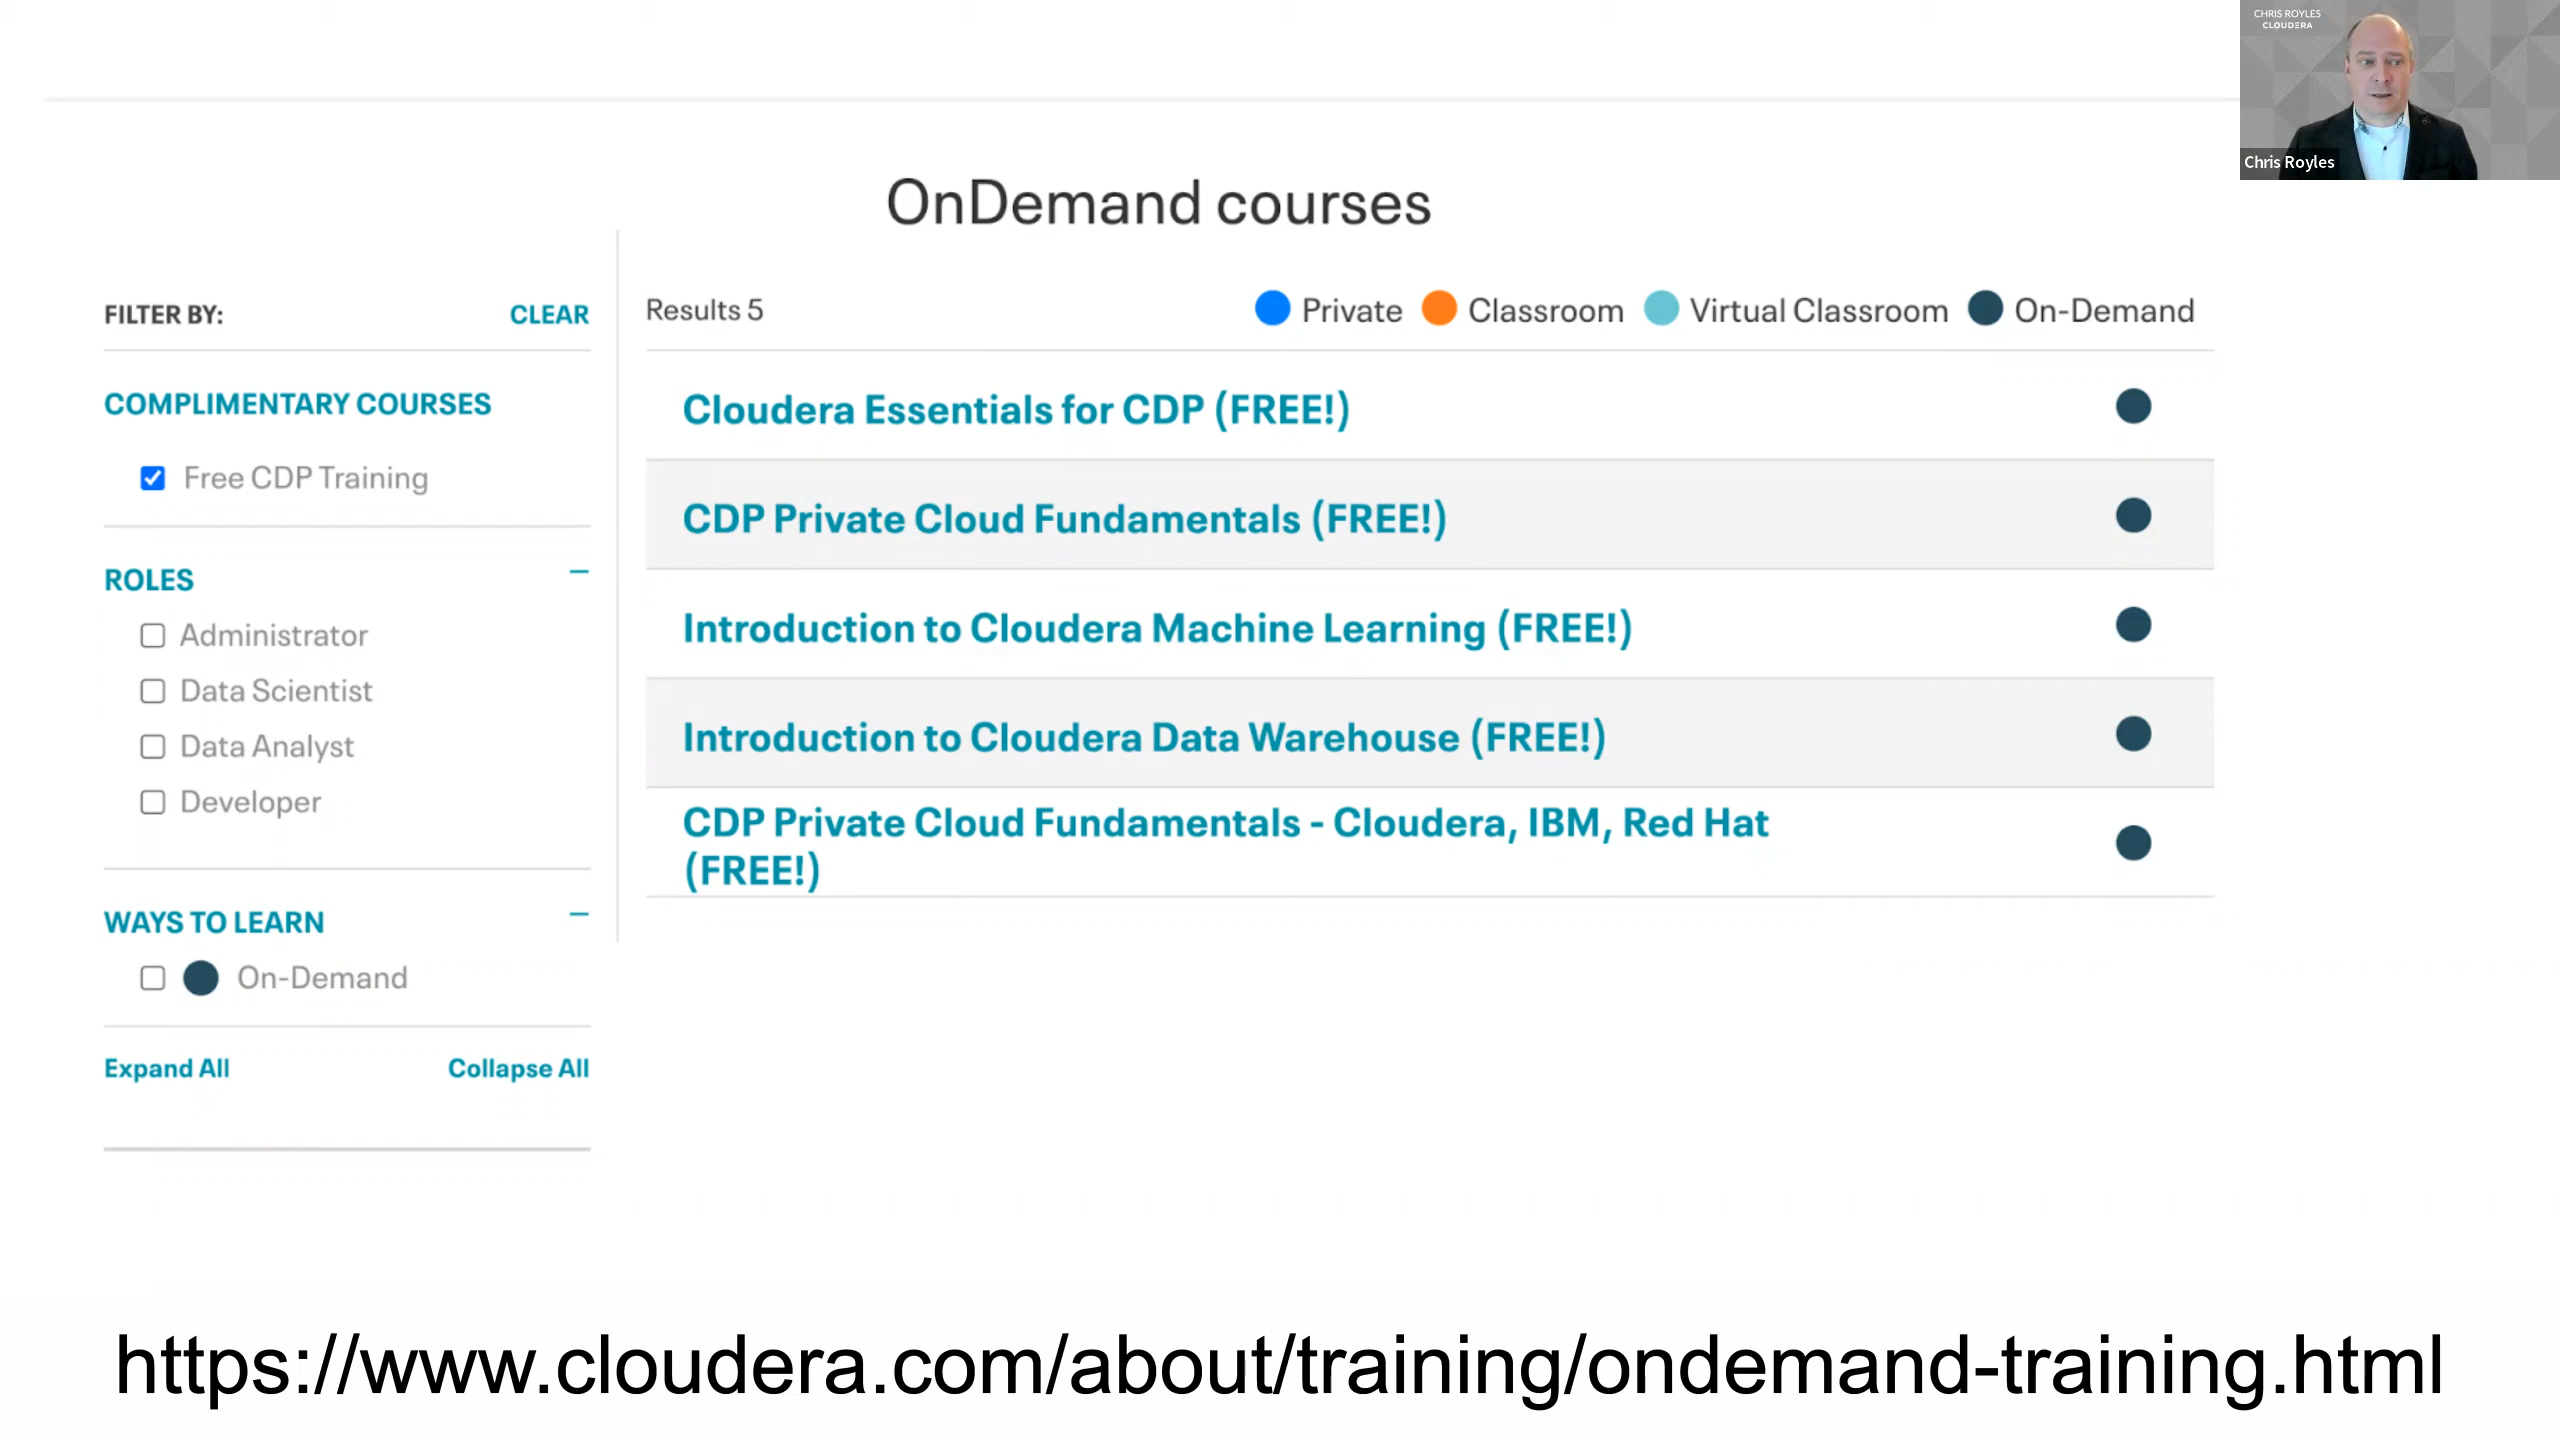 CHRIS ROYLES
CLOUDERA
Chris Royles
OnDemand courses
FILTER BY:
CLEAR
COMPLIMENTARY COURSES
Free CDP Training
ROLES
Administrator
Data Scientist
Data Analyst
Developer
WAYS TO LEARN
On-Demand
Expand All
Collapse All
Results 5
Private
Classroom
Virtual Classroom
On-Demand
Cloudera Essentials for CDP (FREE!)
CDP Private Cloud Fundamentals (FREE!)
Introduction to Cloudera Machine Learning (FREE!)
Introduction to Cloudera Data Warehouse (FREE!)
CDP Private Cloud Fundamentals - Cloudera, IBM, Red Hat
(FREE!)
https://www.cloudera.com/about/training/ondemand-training.html